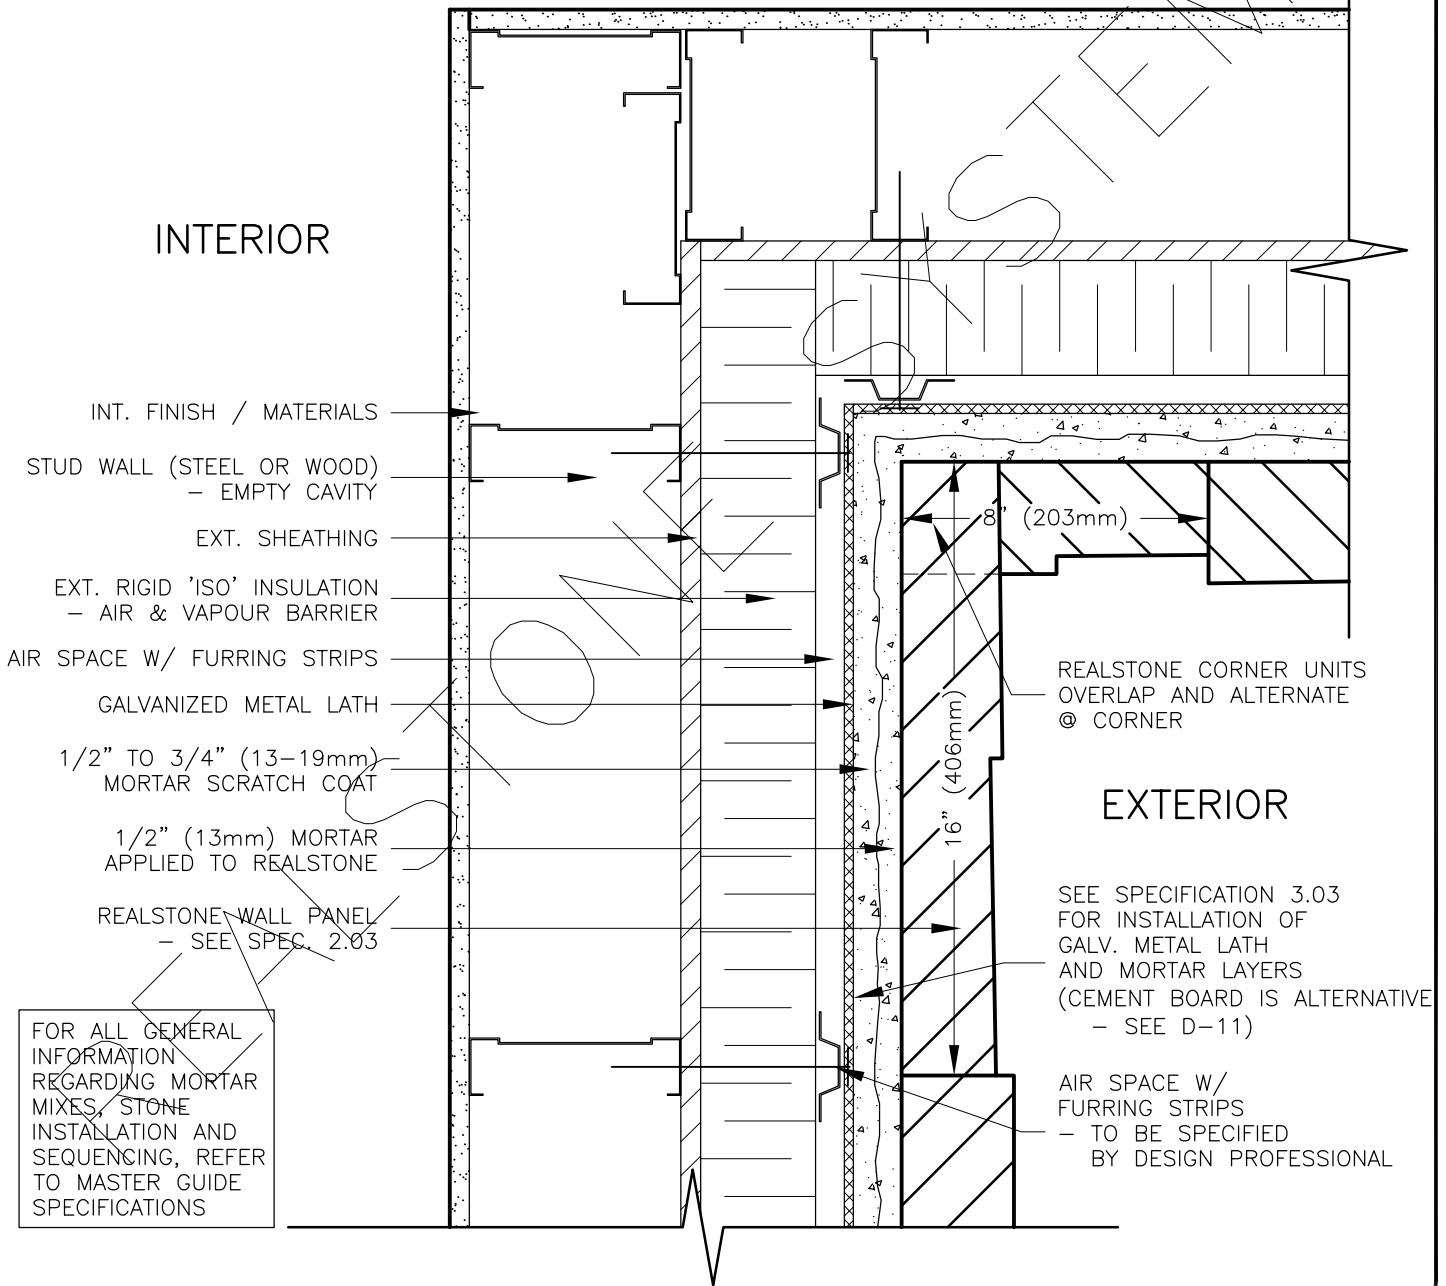 INTERIOR
INT. FINISH / MATERIALS
STUD WALL (STEEL OR WOOD)
– EMPTY CAVITY
EXT. SHEATHING
EXT. RIGID 'ISO' INSULATION
– AIR & VAPOUR BARRIER
AIR SPACE W/ FURRING STRIPS
GALVANIZED METAL LATH
1/2” TO 3/4” (13–19mm)
MORTAR SCRATCH COAT
1/2” (13mm) MORTAR
APPLIED TO REALSTONE
REALSTONE WALL PANEL
– SEE SPEC. 2.03
FOR ALL GENERAL
INFORMATION
REGARDING MORTAR
MIXES, STONE
INSTALLATION AND
SEQUENCING, REFER
TO MASTER GUIDE
SPECIFICATIONS
8” (203mm)
16” (406mm)
REALSTONE CORNER UNITS
OVERLAP AND ALTERNATE
@ CORNER
EXTERIOR
SEE SPECIFICATION 3.03
FOR INSTALLATION OF
GALV. METAL LATH
AND MORTAR LAYERS
(CEMENT BOARD IS ALTERNATIVE
– SEE D–11)
AIR SPACE W/
FURRING STRIPS
– TO BE SPECIFIED
BY DESIGN PROFESSIONAL
REALSTONE SYSTEM